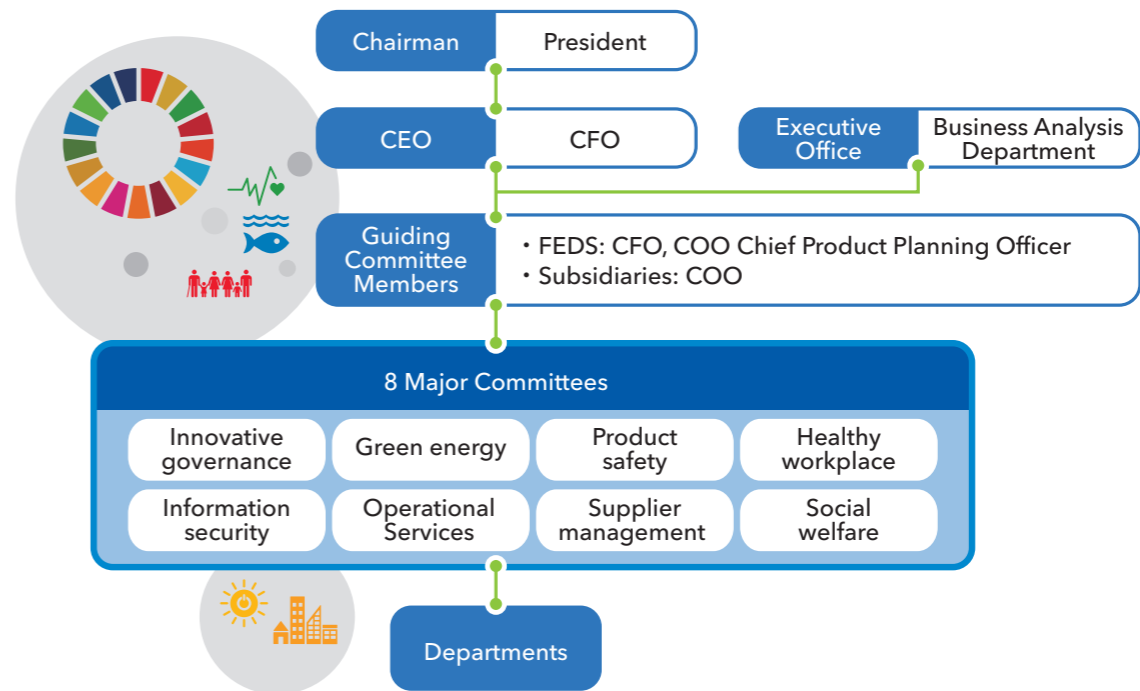 Chairman
President
CEO
CFO
Executive
Office
Business Analysis
Department
Guiding
Committee
Members
・FEDS: CFO, COO Chief Product Planning Officer
・Subsidiaries: COO
8 Major Committees
Innovative
governance
Green energy
Product
safety
Healthy
workplace
Information
security
Operational
Services
Supplier
management
Social
welfare
Departments